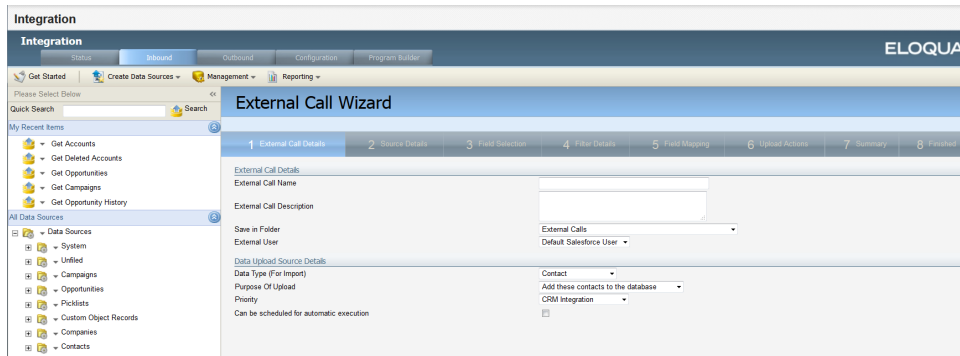 Integration
Integration
ELOQUA
Status Inbound Outbound Configuration Program Builder
Get Started Create Data Sources Management Reporting
Please Select Below
Quick Search Search
My Recent Items
Get Accounts
Get Deleted Accounts
Get Opportunities
Get Campaigns
Get Opportunity History
All Data Sources
Data Sources
System
Unfiled
Campaigns
Opportunities
Picklists
Custom Object Records
Companies
Contacts
External Call Wizard
1 External Call Details 2 Source Details 3 Field Selection 4 Filter Details 5 Field Mapping 6 Upload Actions 7 Summary 8 Finished
External Call Details
External Call Name
External Call Description
Save in Folder External Calls
External User Default Salesforce User
Data Upload Source Details
Data Type (For Import) Contact
Purpose Of Upload Add these contacts to the database
Priority CRM Integration
Can be scheduled for automatic execution